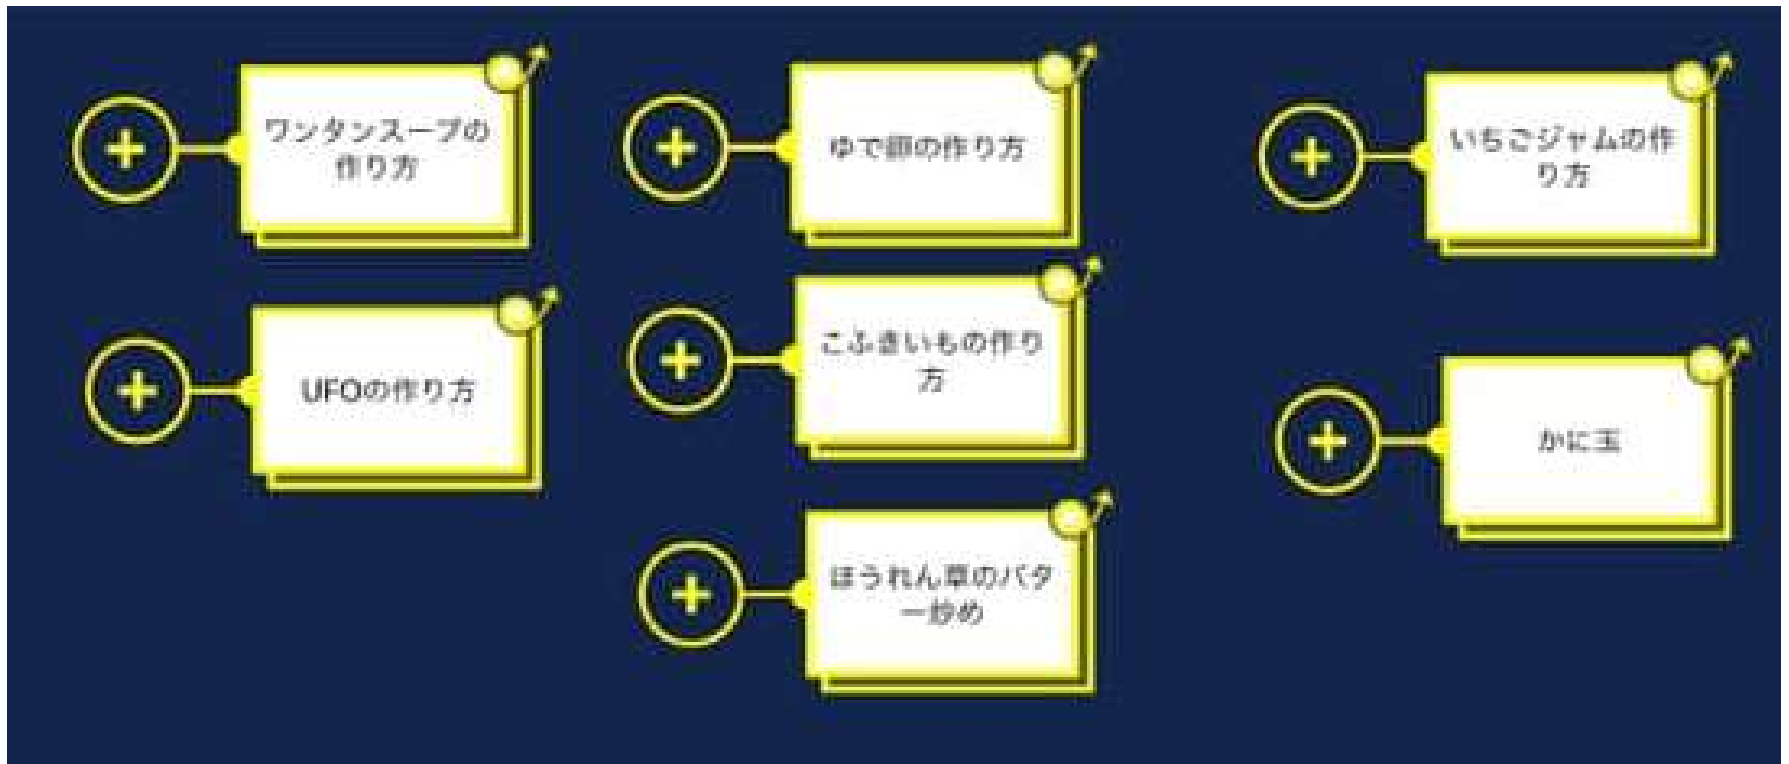 ワンタンスープの
作り方
UFOの作り方
ゆで卵の作り方
こふきいもの作り
方
ほうれん草のバタ
ー炒め
いちごジャムの作
り方
かに玉